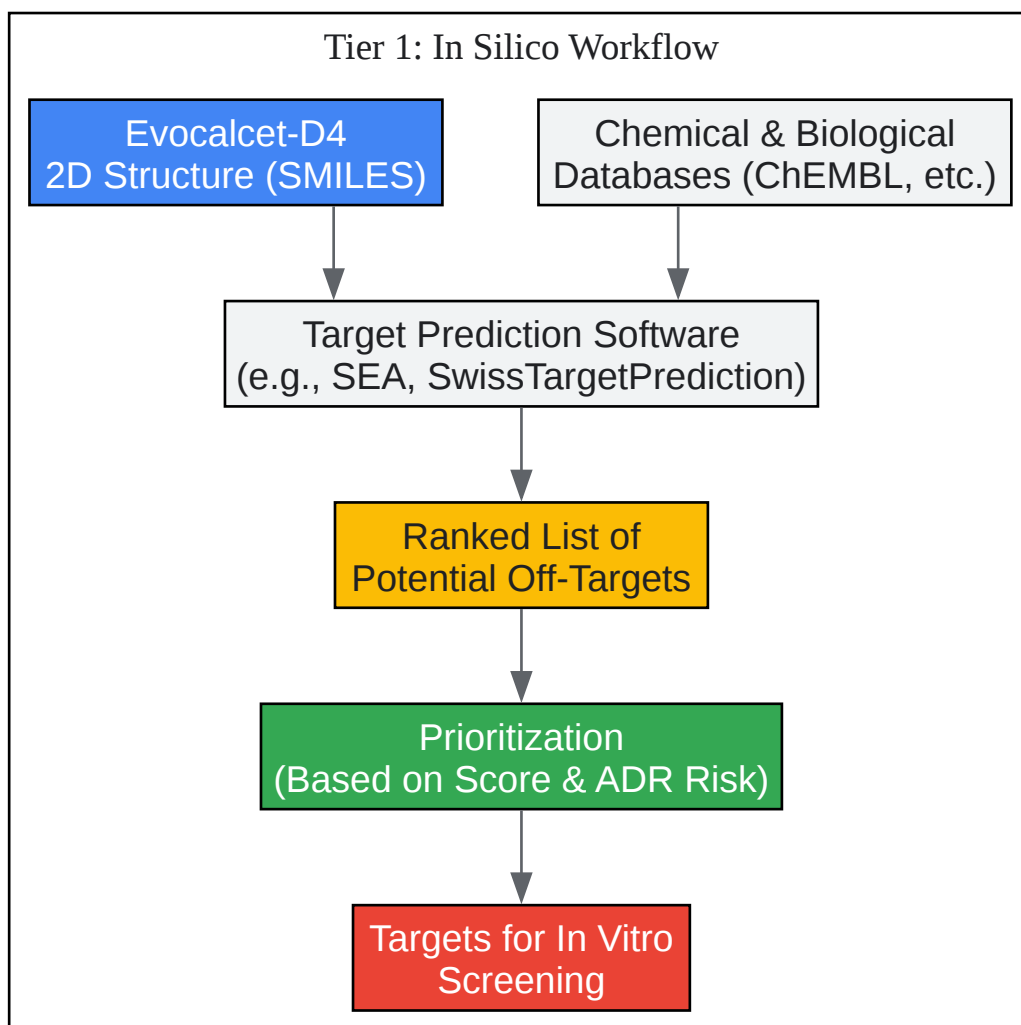 Tier 1: In Silico Workflow
Evocalcet-D4
2D Structure (SMILES)
Chemical & Biological
Databases (ChEMBL, etc.)
Target Prediction Software
(e.g., SEA, SwissTargetPrediction)
Ranked List of
Potential Off-Targets
Prioritization
(Based on Score & ADR Risk)
Targets for In Vitro
Screening